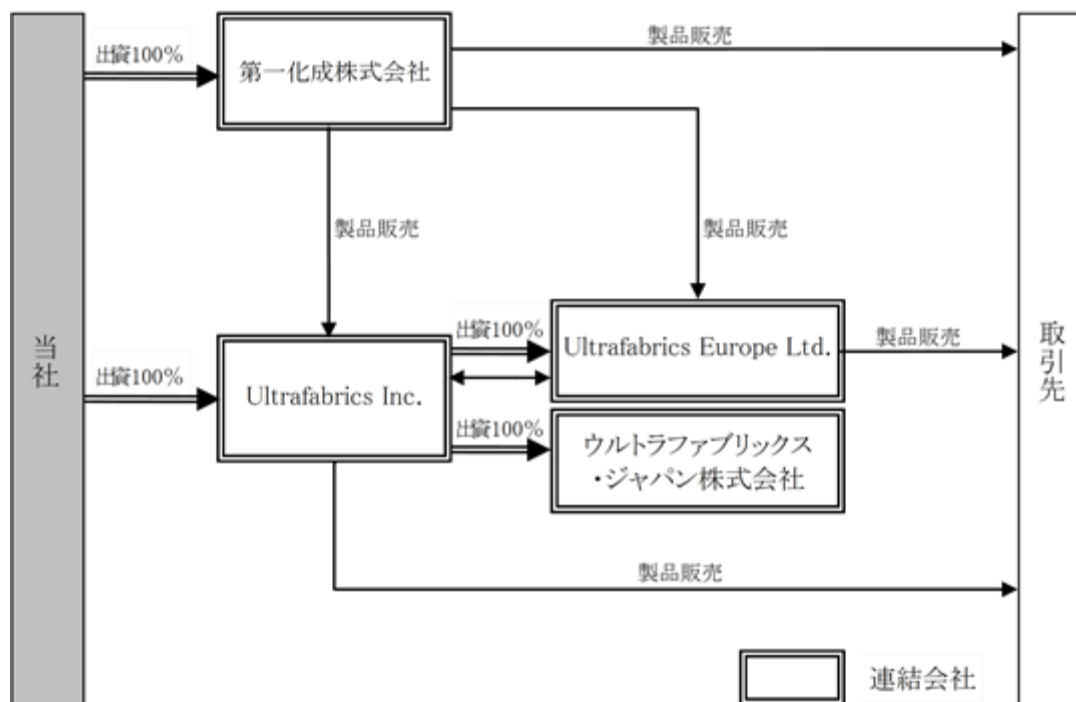 製品販売
出資100%
第一化成株式会社
製品販売
製品販売
当社
取引先
出資100%
Ultrafabrics Europe Ltd.
製品販売
出資100%
Ultrafabrics Inc.
出資100%
ウルトラファブリックス
・ジャパン株式会社
製品販売
連結会社